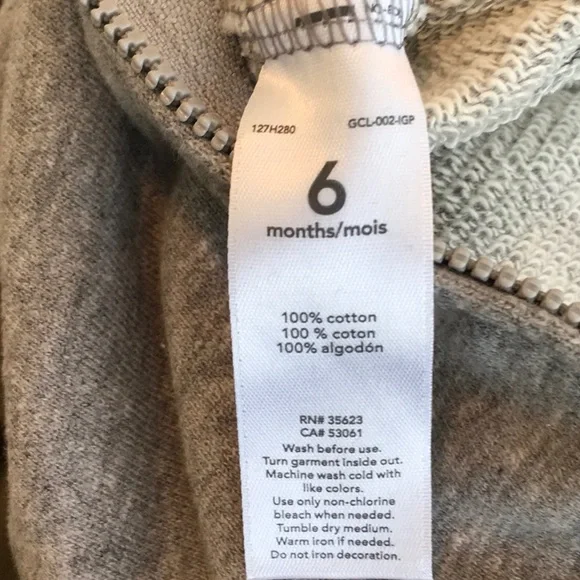 127H280 GCL-002-IGP
6
months/mois
100% cotton
100 % coton
100% algodón
RN# 35623
CA# 53061
Wash before use.
Turn garment inside out.
Machine wash cold with
like colors.
Use only non-chlorine
bleach when needed.
Tumble dry medium.
Warm iron if needed.
Do not iron decoration.